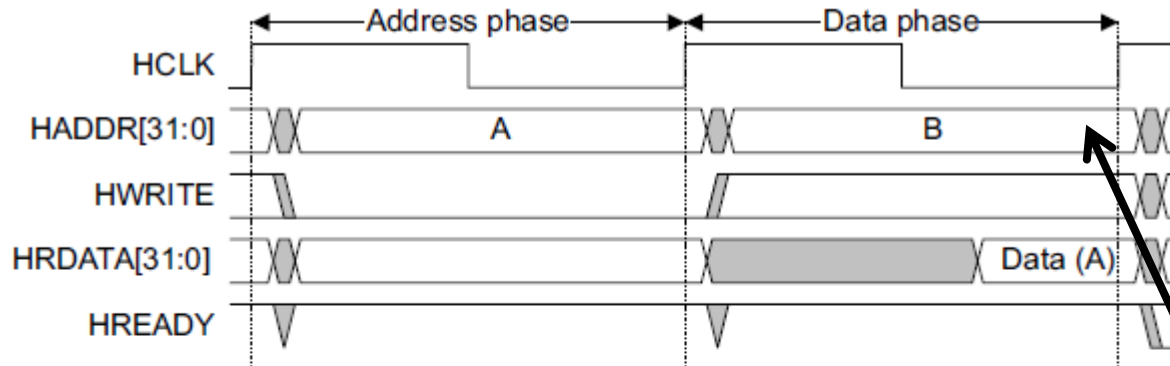 Address phase Data phase
HCLK
HADDR[31:0] A B
HWRITE
HRDATA[31:0] Data (A)
HREADY